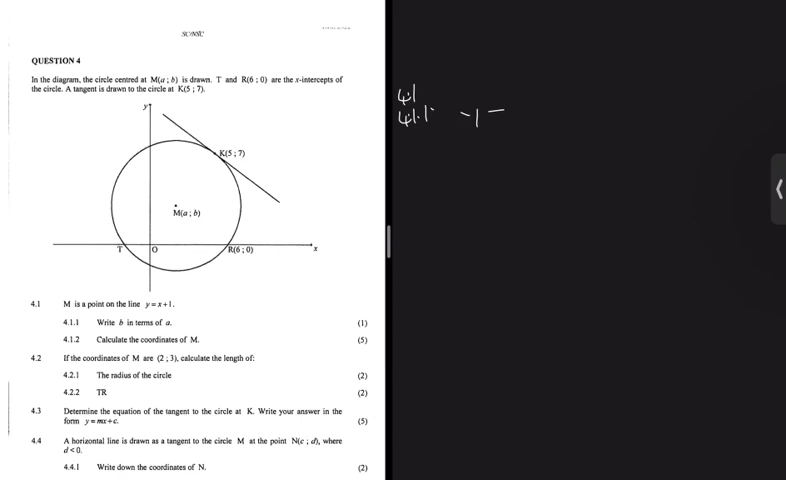 SC/NSC
QUESTION 4
In the diagram, the circle centred at M(a ; b) is drawn. T and R(6 ; 0) are the x-intercepts of
the circle. A tangent is drawn to the circle at K(5 ; 7).
y
K(5 ; 7)
M(a ; b)
T
O
R(6 ; 0)
x
4.1 M is a point on the line y = x + 1.
4.1.1 Write b in terms of a. (1)
4.1.2 Calculate the coordinates of M. (5)
4.2 If the coordinates of M are (2 ; 3), calculate the length of:
4.2.1 The radius of the circle (2)
4.2.2 TR (2)
4.3 Determine the equation of the tangent to the circle at K. Write your answer in the
form y = mx + c. (5)
4.4 A horizontal line is drawn as a tangent to the circle M at the point N(c ; d), where
d < 0.
4.4.1 Write down the coordinates of N. (2)
4.1
4.1.1